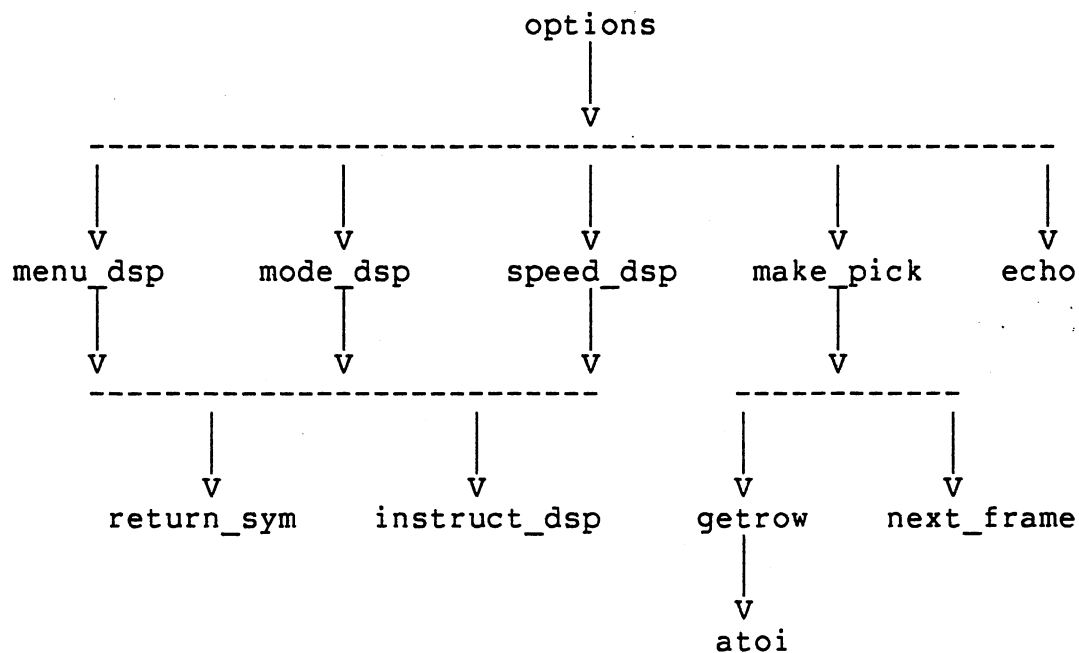 options
menu_dsp mode_dsp speed_dsp make_pick echo
return_sym instruct_dsp getrow next_frame
atoi